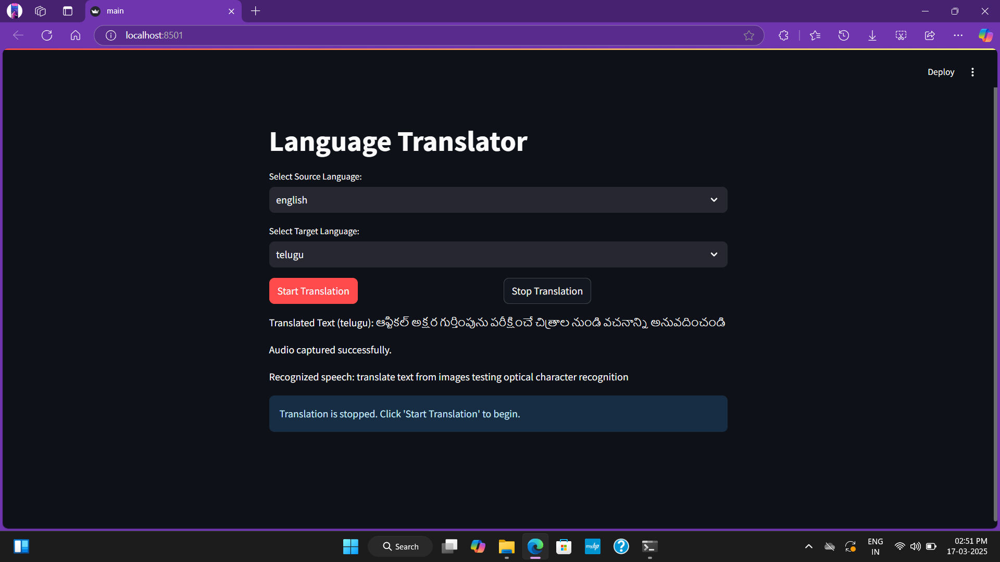 main
localhost:8501
Deploy
Language Translator
Select Source Language:
english
Select Target Language:
telugu
Start Translation
Stop Translation
Translated Text (telugu): ఆప్టికల్ అక్షర గుర్తింపును పరీక్షించే చిత్రాల నుండి వచనాన్ని అనువదించండి
Audio captured successfully.
Recognized speech: translate text from images testing optical character recognition
Translation is stopped. Click 'Start Translation' to begin.
Search
myhp
ENG
IN
02:51 PM
17-03-2025